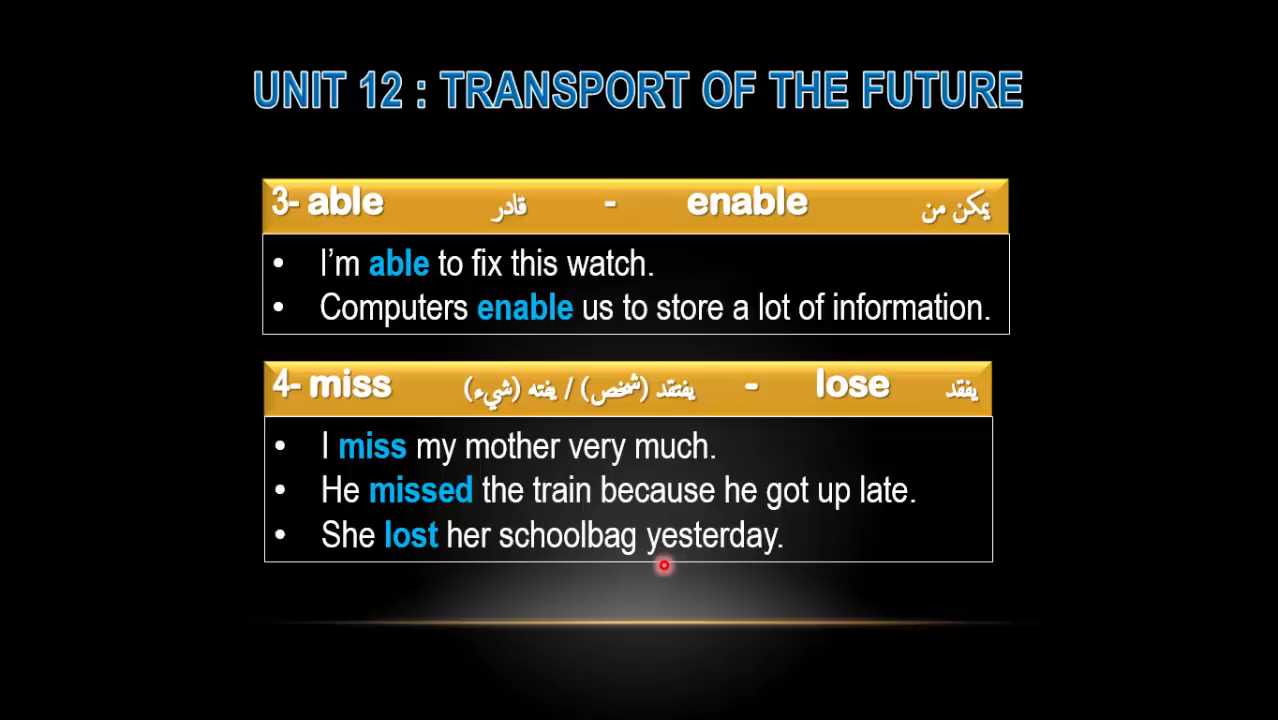 UNIT 12 : TRANSPORT OF THE FUTURE
3- able قادر - enable يمكن من
• I'm able to fix this watch.
• Computers enable us to store a lot of information.
4- miss يفتقد (شخص) / يفته (شيء) - lose يفقد
• I miss my mother very much.
• He missed the train because he got up late.
• She lost her schoolbag yesterday.